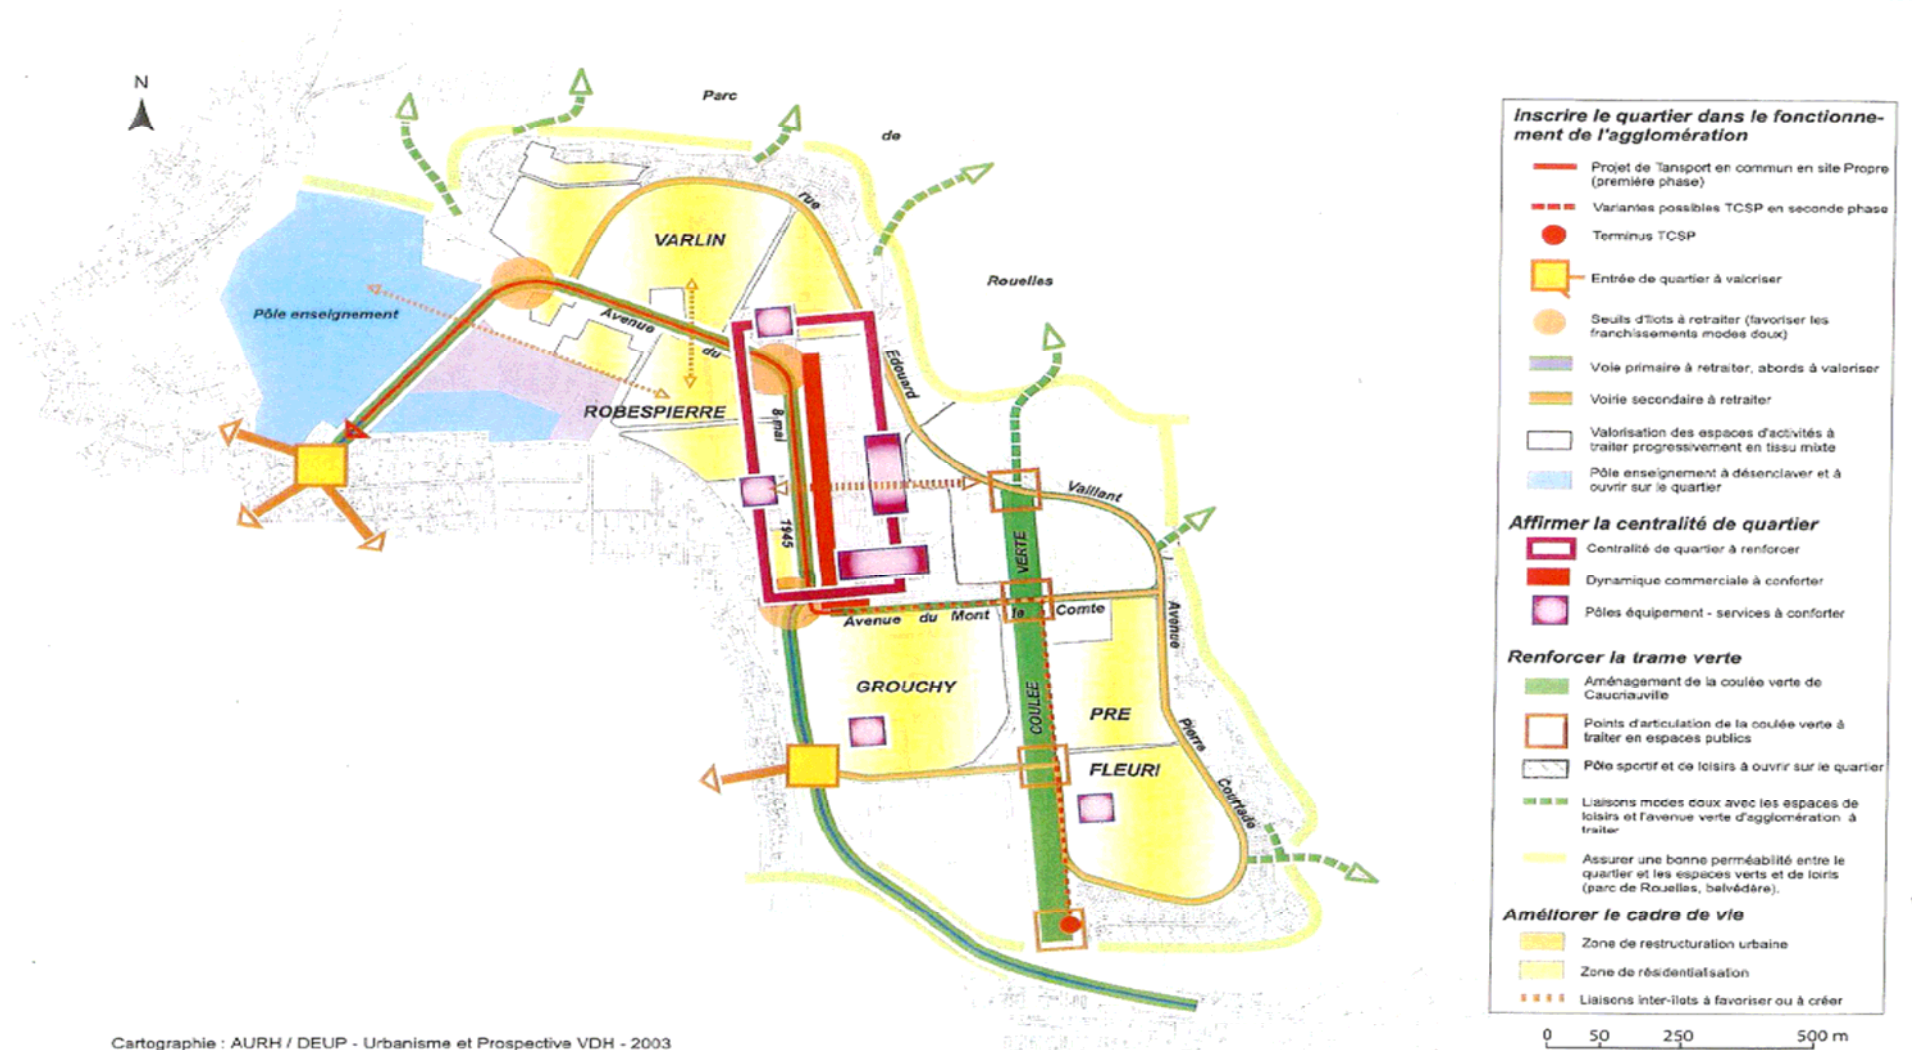 N
Parc
de
Rouelles
rue
VARLIN
Pôle enseignement
Avenue
du
8 mai
1945
ROBESPIERRE
Edouard
Vaillant
VERTE
COULEE
Avenue du Mont le Comte
Avenue
Pierre
Courtade
GROUCHY
PRE
FLEURI
Inscrire le quartier dans le fonctionne-
ment de l'agglomération
Projet de Tansport en commun en site Propre
(première phase)
Variantes possibles TCSP en seconde phase
Terminus TCSP
Entrée de quartier à valoriser
Seuils d'îlots à retraiter (favoriser les
franchissements modes doux)
Voie primaire à retraiter, abords à valoriser
Voirie secondaire à retraiter
Valorisation des espaces d'activités à
traiter progressivement en tissu mixte
Pôle enseignement à désenclaver et à
ouvrir sur le quartier
Affirmer la centralité de quartier
Centralité de quartier à renforcer
Dynamique commerciale à conforter
Pôles équipement - services à conforter
Renforcer la trame verte
Aménagement de la coulée verte de
Caucriauville
Points d'articulation de la coulée verte à
traiter en espaces publics
Pôle sportif et de loisirs à ouvrir sur le quartier
Liaisons modes doux avec les espaces de
loisirs et l'avenue verte d'agglomération à
traiter
Assurer une bonne perméabilité entre le
quartier et les espaces verts et de loiris
(parc de Rouelles, belvédère).
Améliorer le cadre de vie
Zone de restructuration urbaine
Zone de résidentialisation
Liaisons inter-îlots à favoriser ou à créer
0 50 250 500 m
Cartographie : AURH / DEUP - Urbanisme et Prospective VDH - 2003